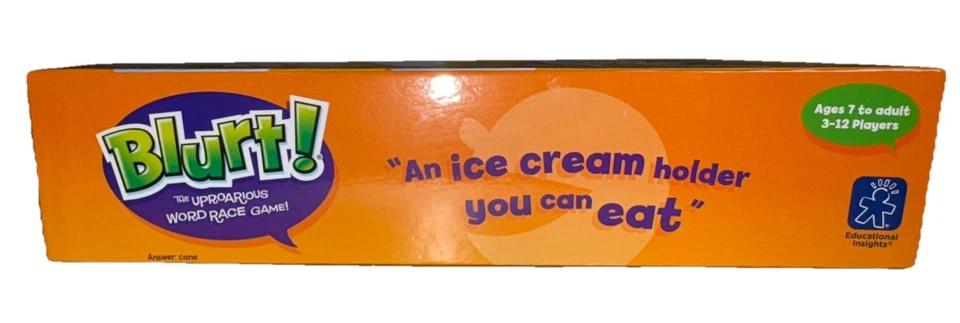 Blurt!
THE UPROARIOUS
WORD RACE GAME!
Answer: cone
"An ice cream holder
you can eat"
Ages 7 to adult
3-12 Players
Educational
Insights®